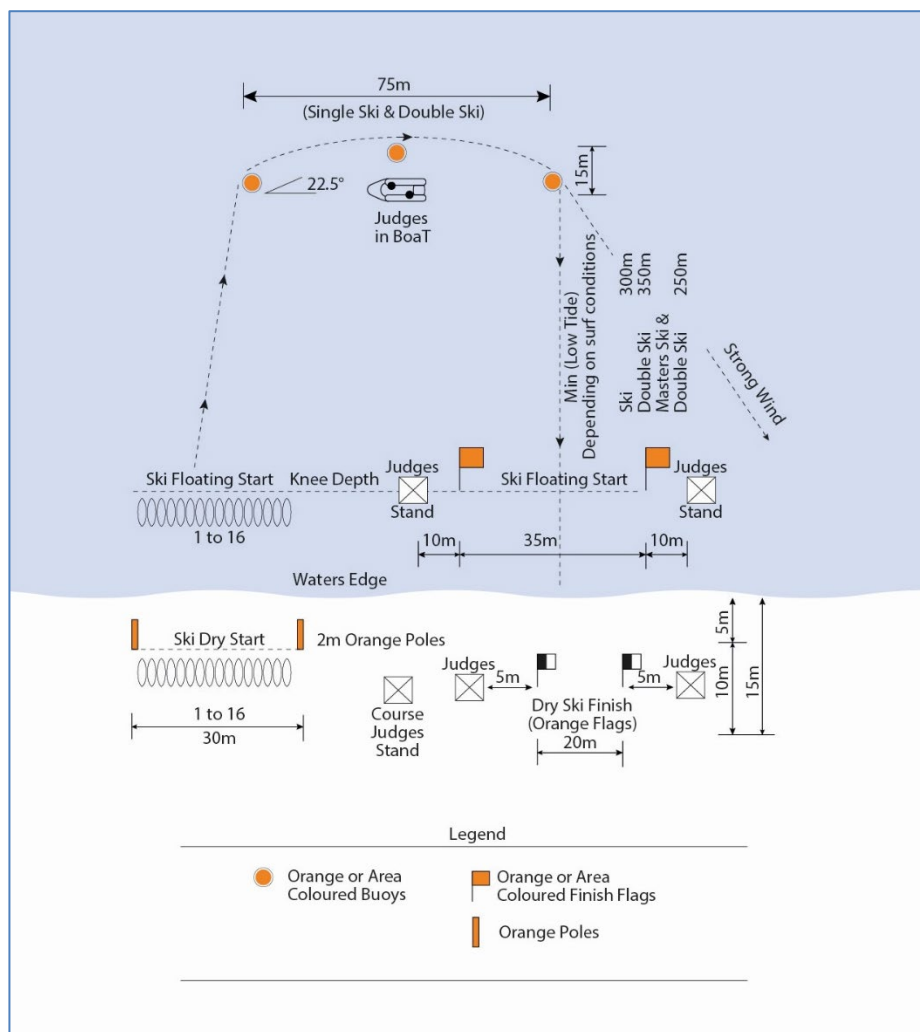 75m
(Single Ski & Double Ski)
15m
22.5°
Judges
in BoaT
Min (Low Tide)
Depending on surf conditions
Ski
Double Ski
Masters Ski &
Double Ski
300m
350m
250m
Strong Wind
Ski Floating Start
Knee Depth
Judges
Stand
Ski Floating Start
Judges
Stand
1 to 16
10m
35m
10m
Waters Edge
Ski Dry Start
2m Orange Poles
1 to 16
30m
Course
Judges
Stand
Judges
5m
5m
Judges
Dry Ski Finish
(Orange Flags)
20m
5m
10m
15m
Legend
Orange or Area
Coloured Buoys
Orange or Area
Coloured Finish Flags
Orange Poles